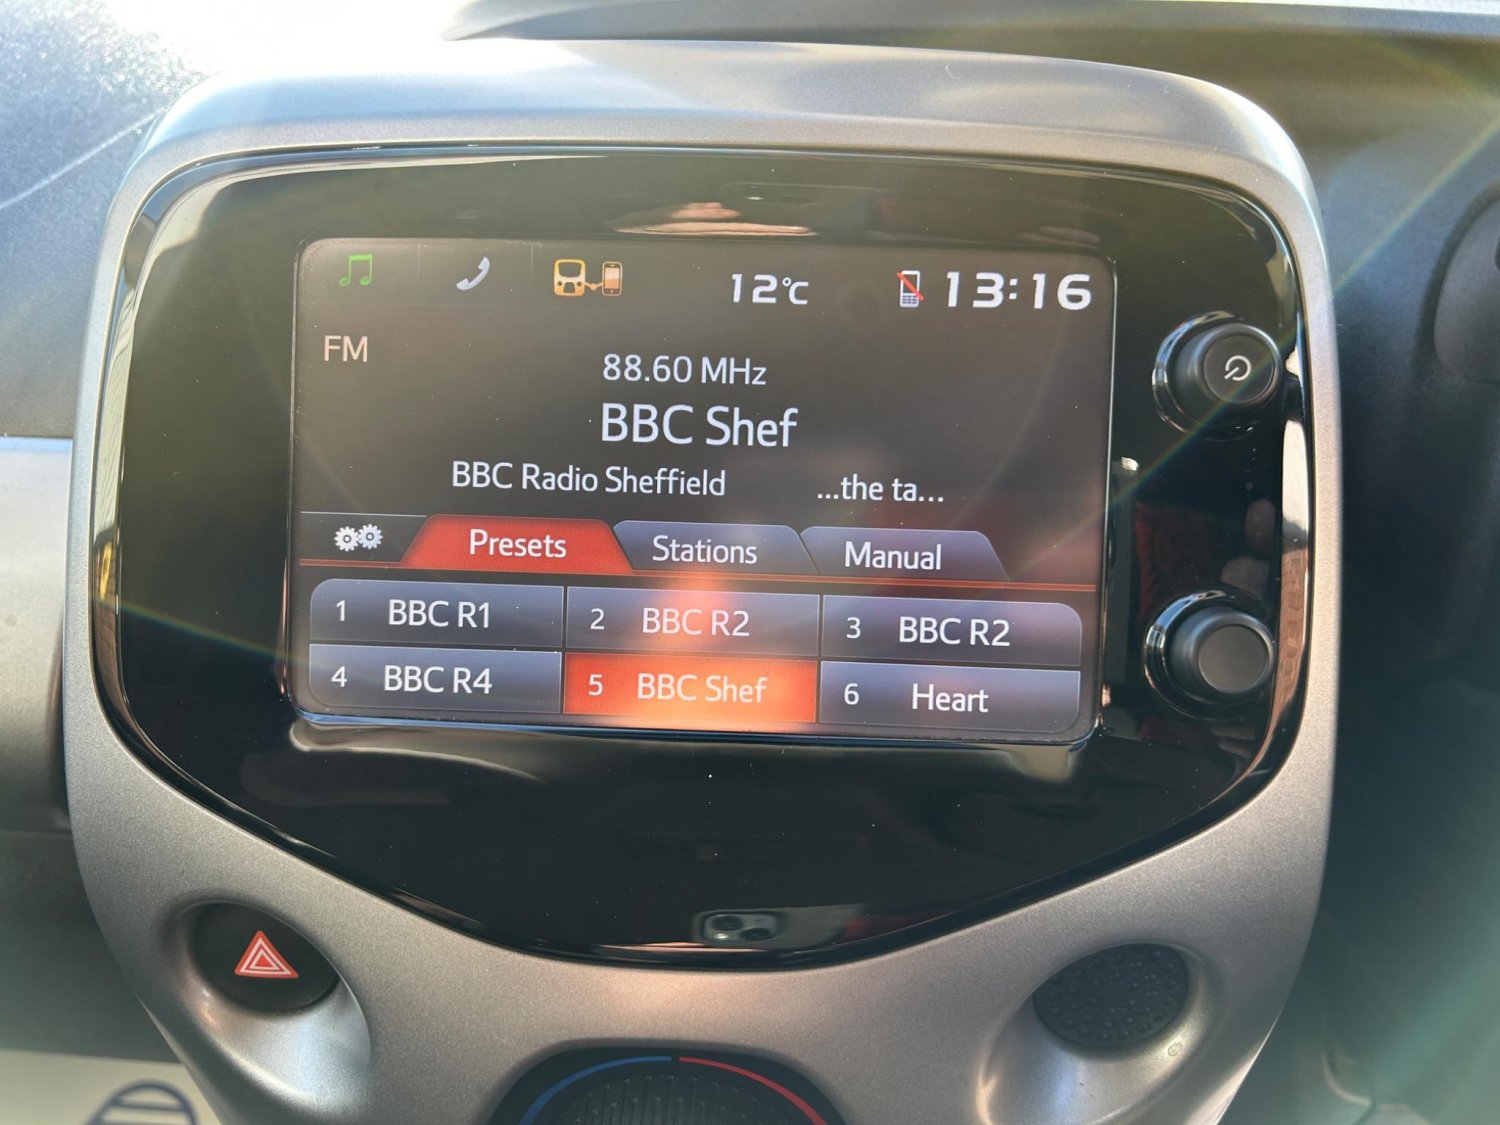 12°C 13:16
FM
88.60 MHz
BBC Shef
BBC Radio Sheffield ...the ta...
Presets Stations Manual
1 BBC R1 2 BBC R2 3 BBC R2
4 BBC R4 5 BBC Shef 6 Heart